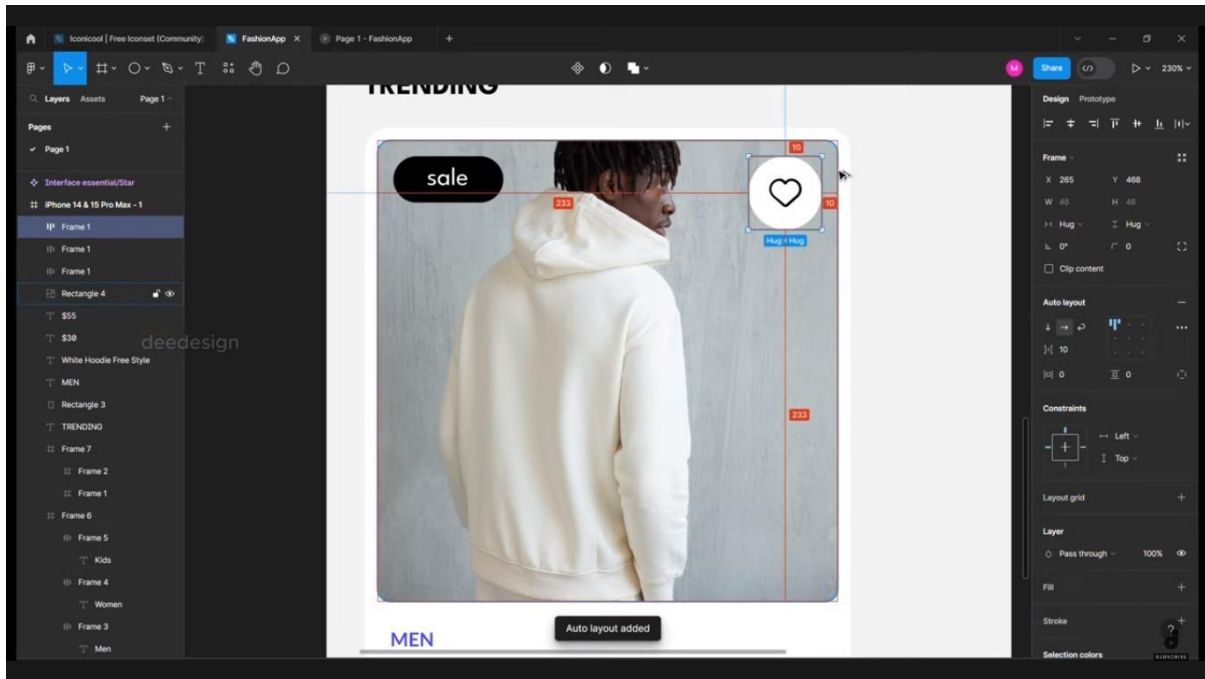 Iconicool | Free Iconset (Community)
FashionApp
Page 1 - FashionApp
M
Share
230%
Layers
Assets
Page 1
Pages
Page 1
Interface essential/Star
iPhone 14 & 15 Pro Max - 1
Frame 1
Frame 1
Frame 1
Rectangle 4
$55
$30
White Hoodie Free Style
MEN
Rectangle 3
TRENDING
Frame 7
Frame 2
Frame 1
Frame 6
Frame 5
Kids
Frame 4
Women
Frame 3
Men
deedesign
TRENDING
sale
10
233
10
Hug × Hug
233
MEN
Auto layout added
Design
Prototype
Frame
X 265
Y 468
W 46
H 46
Hug
Hug
0°
0
Clip content
Auto layout
10
0
0
Constraints
Left
Top
Layout grid
Layer
Pass through
100%
Fill
Stroke
?
Selection colors
SUBSCRIBE